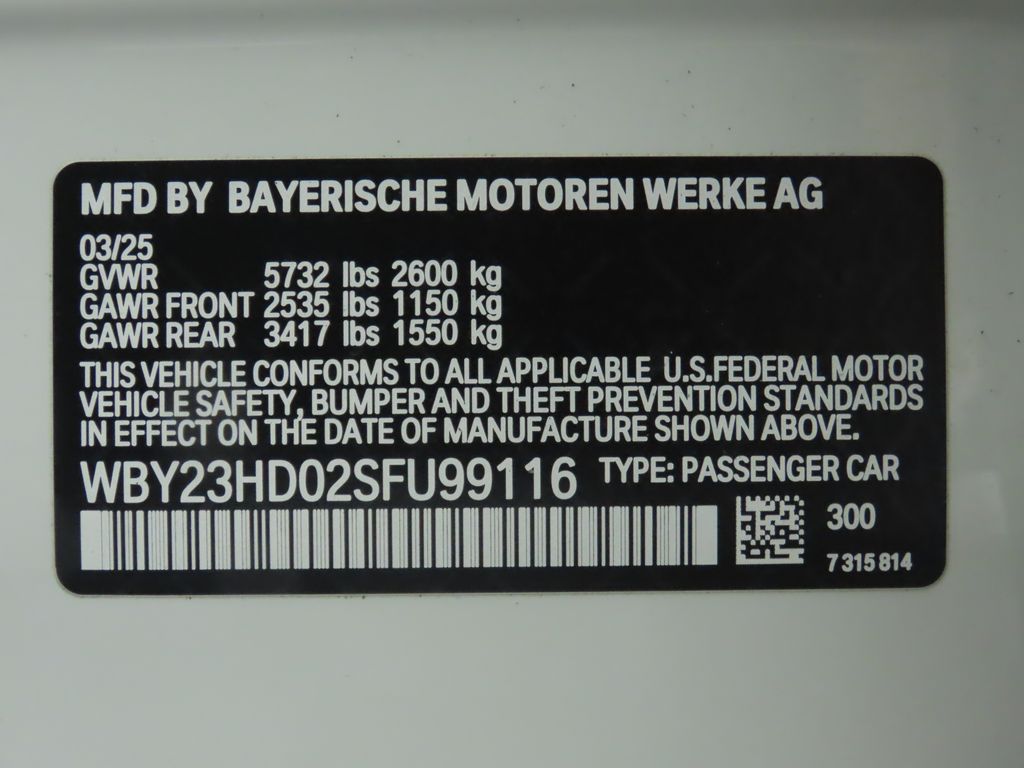 MFD BY BAYERISCHE MOTOREN WERKE AG
03/25
GVWR 5732 lbs 2600 kg
GAWR FRONT 2535 lbs 1150 kg
GAWR REAR 3417 lbs 1550 kg
THIS VEHICLE CONFORMS TO ALL APPLICABLE U.S.FEDERAL MOTOR
VEHICLE SAFETY, BUMPER AND THEFT PREVENTION STANDARDS
IN EFFECT ON THE DATE OF MANUFACTURE SHOWN ABOVE.
WBY23HD02SFU99116 TYPE: PASSENGER CAR
300
7 315 814